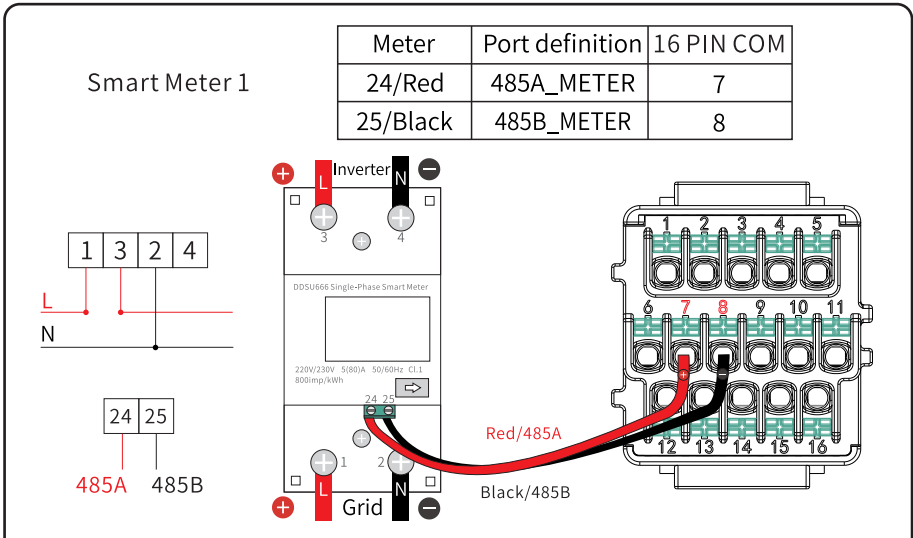 Meter Port definition 16 PIN COM
24/Red 485A_METER 7
25/Black 485B_METER 8
Smart Meter 1
1 3 2 4
L
N
24 25
485A 485B
Inverter
L N
3 4
DDSU666 Single-Phase Smart Meter
220V/230V 5(80)A 50/60Hz Cl.1
800imp/kWh
24 25
1 2
L N
Grid
Red/485A
Black/485B
1 2 3 4 5
6 7 8 9 10 11
12 13 14 15 16